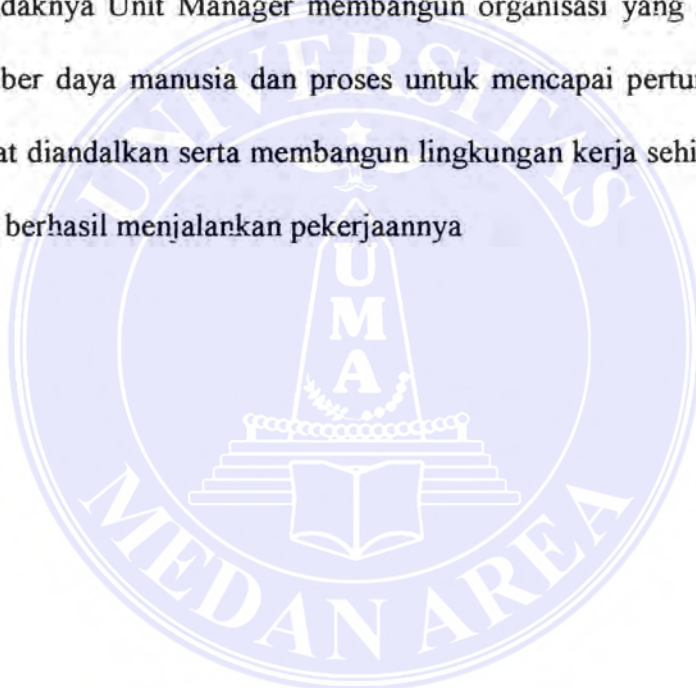 daknya Unit Manager membangun organisasi yang
ber daya manusia dan proses untuk mencapai pertu
at diandalkan serta membangun lingkungan kerja sehi
berhasil menjalankan pekerjaannya
UNIVERSITAS
UMA
MEDAN AREA